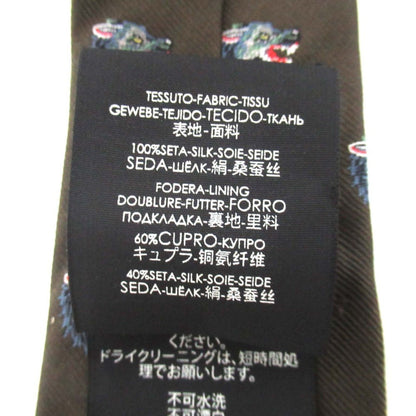 TESSUTO-FABRIC-TISSU
GEWEBE-TEJIDO-TECIDO-ТКАНЬ
表地-面料
100%SETA-SILK-SOIE-SEIDE
SEDA-ШЁЛК-絹-桑蚕丝
FODERA-LINING
DOUBLURE-FUTTER-FORRO
ПОДКЛАДКА-裏地-里料
60%CUPRO-КУПРО
キュプラ-铜氨纤维
40%SETA-SILK-SOIE-SEIDE
SEDA-ШЁЛК-絹-桑蚕丝
ください。
ドライクリーニングは、短時間処
理でお願いします。
不可水洗
不可漂白